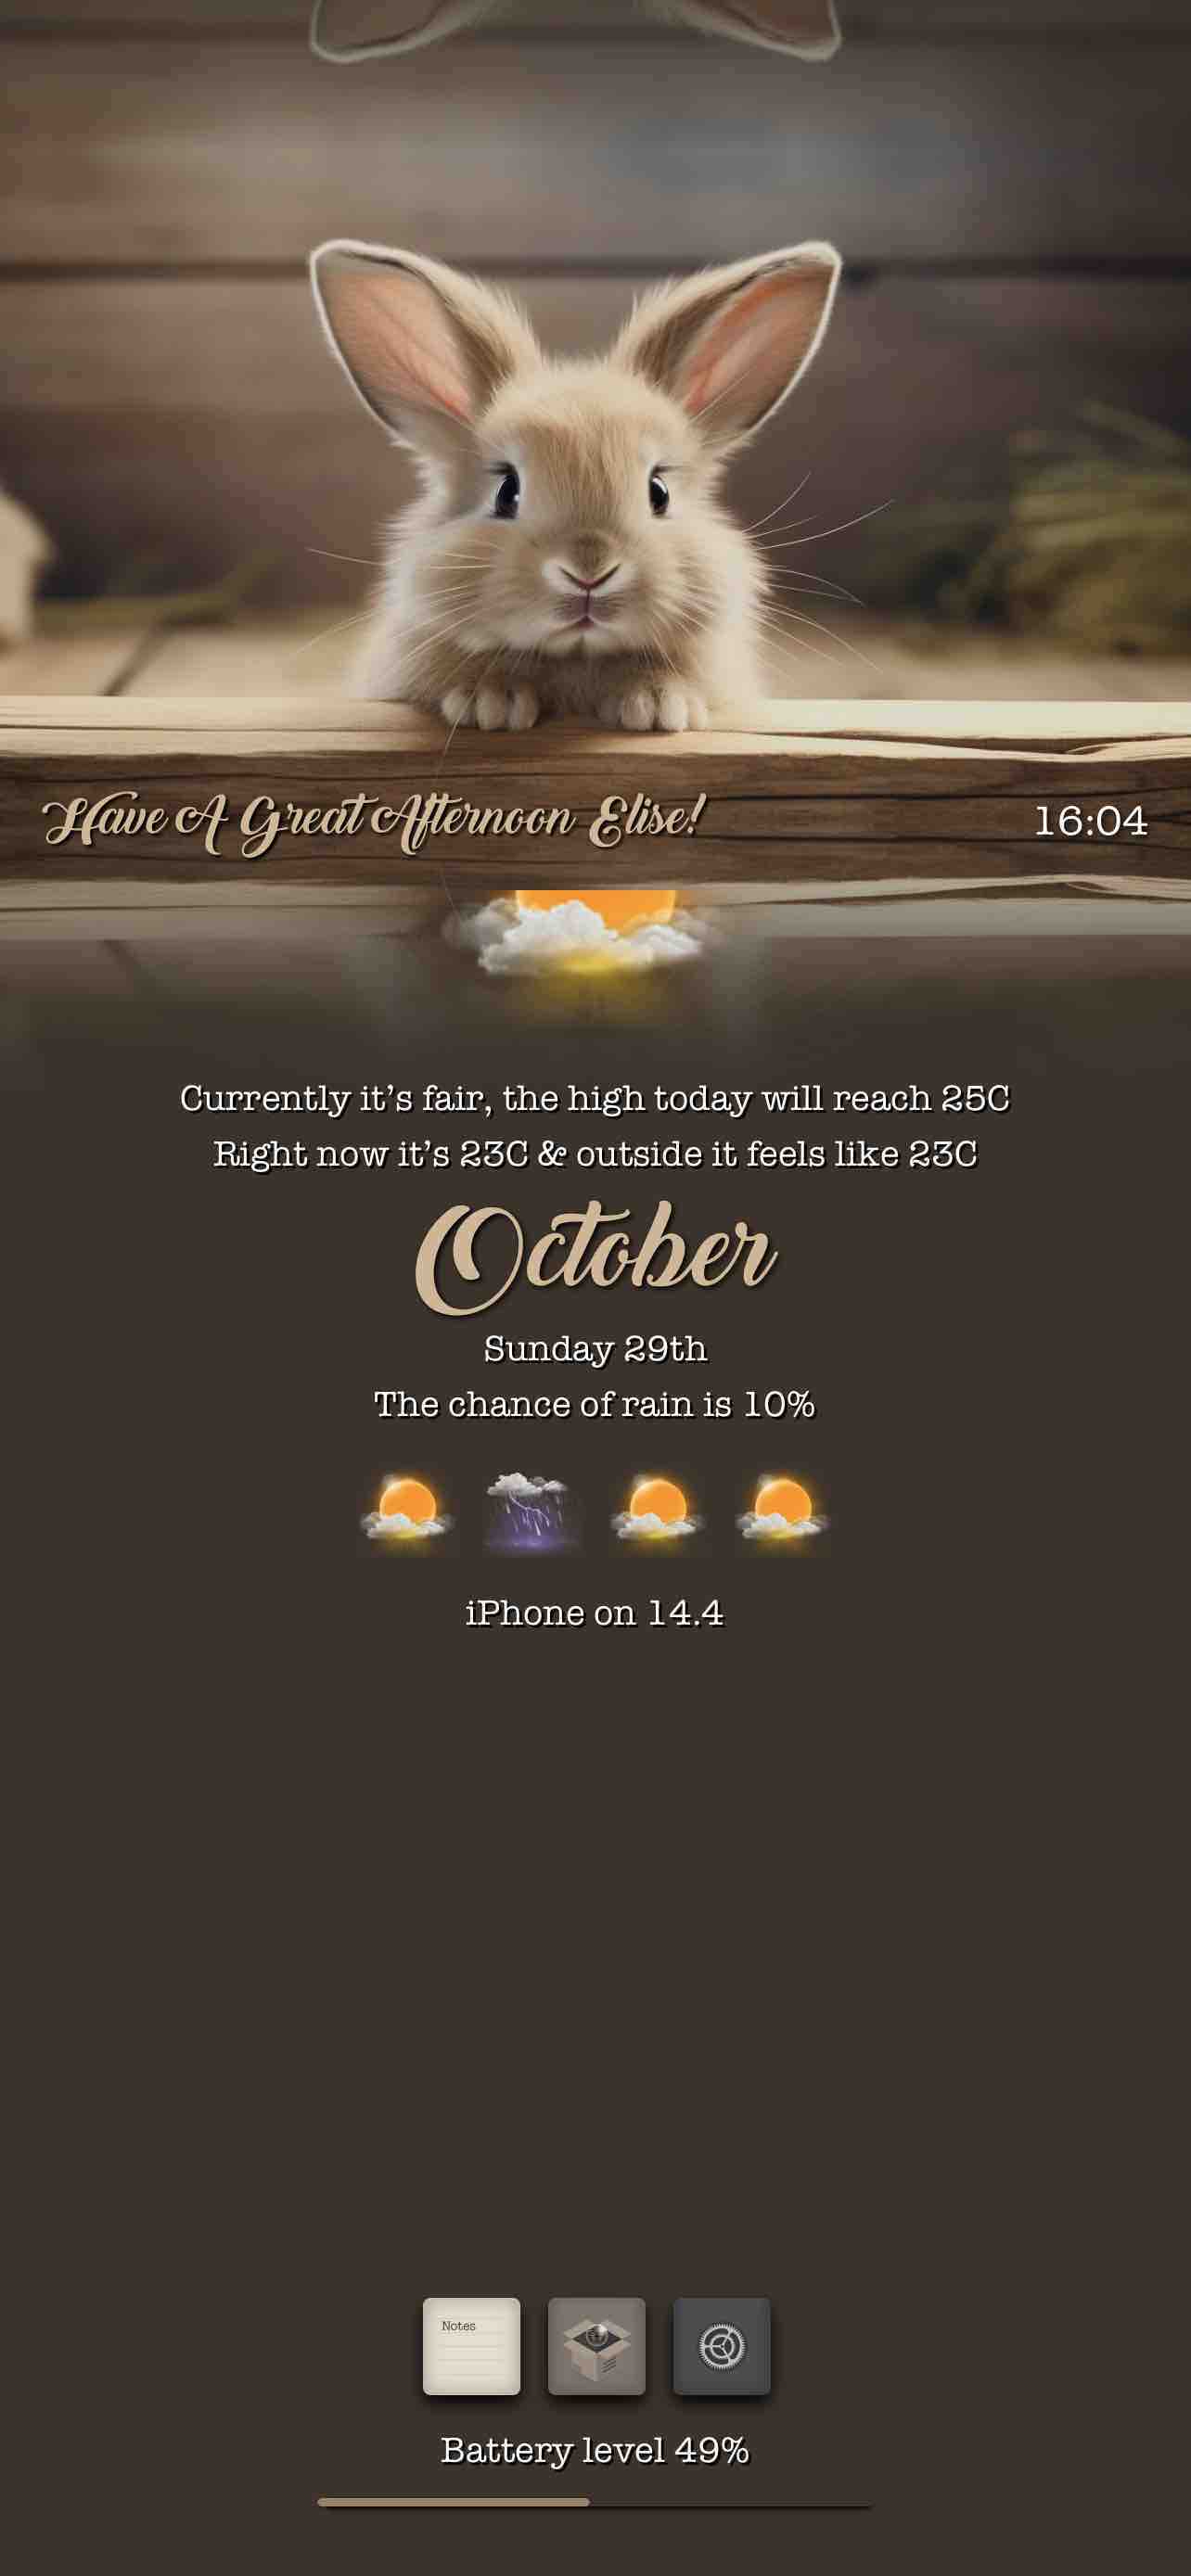 Have A Great Afternoon Elise!
16:04
Currently it’s fair, the high today will reach 25C
Right now it’s 23C & outside it feels like 23C
October
Sunday 29th
The chance of rain is 10%
iPhone on 14.4
Notes
Battery level 49%